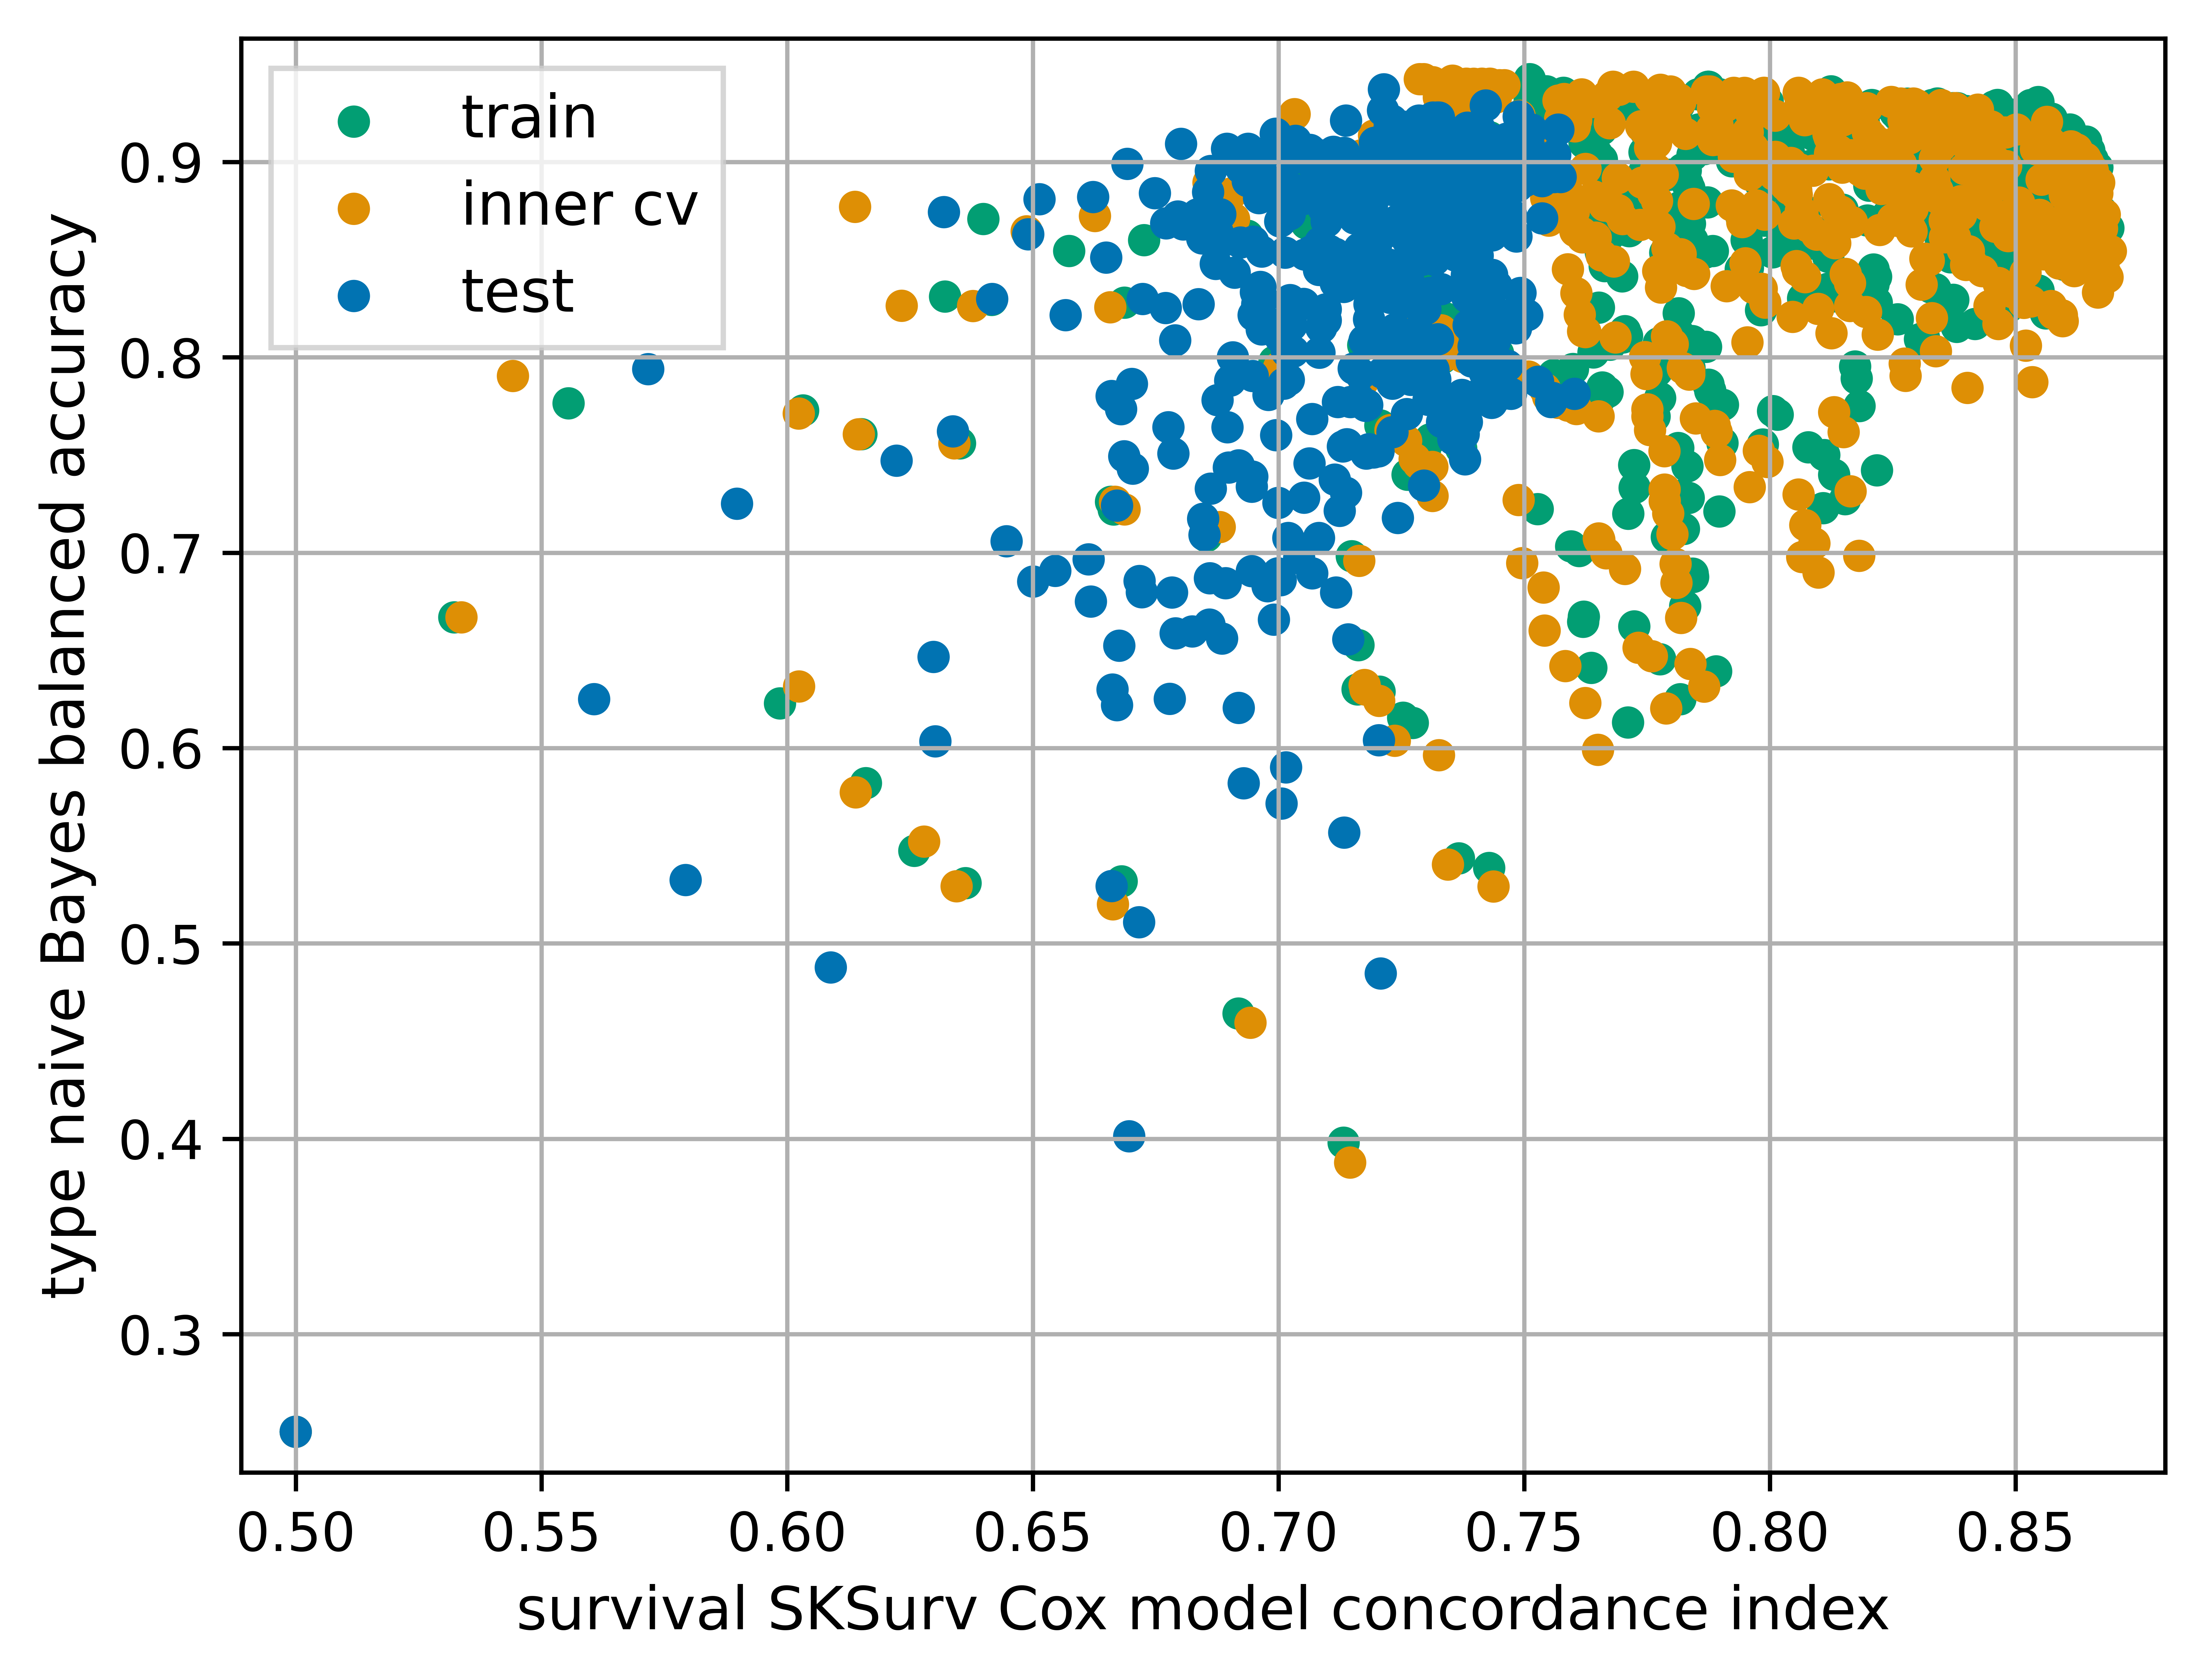 train
inner cv
test
0.9
0.8
0.7
0.6
0.5
0.4
0.3
type naive Bayes balanced accuracy
0.50 0.55 0.60 0.65 0.70 0.75 0.80 0.85
survival SKSurv Cox model concordance index